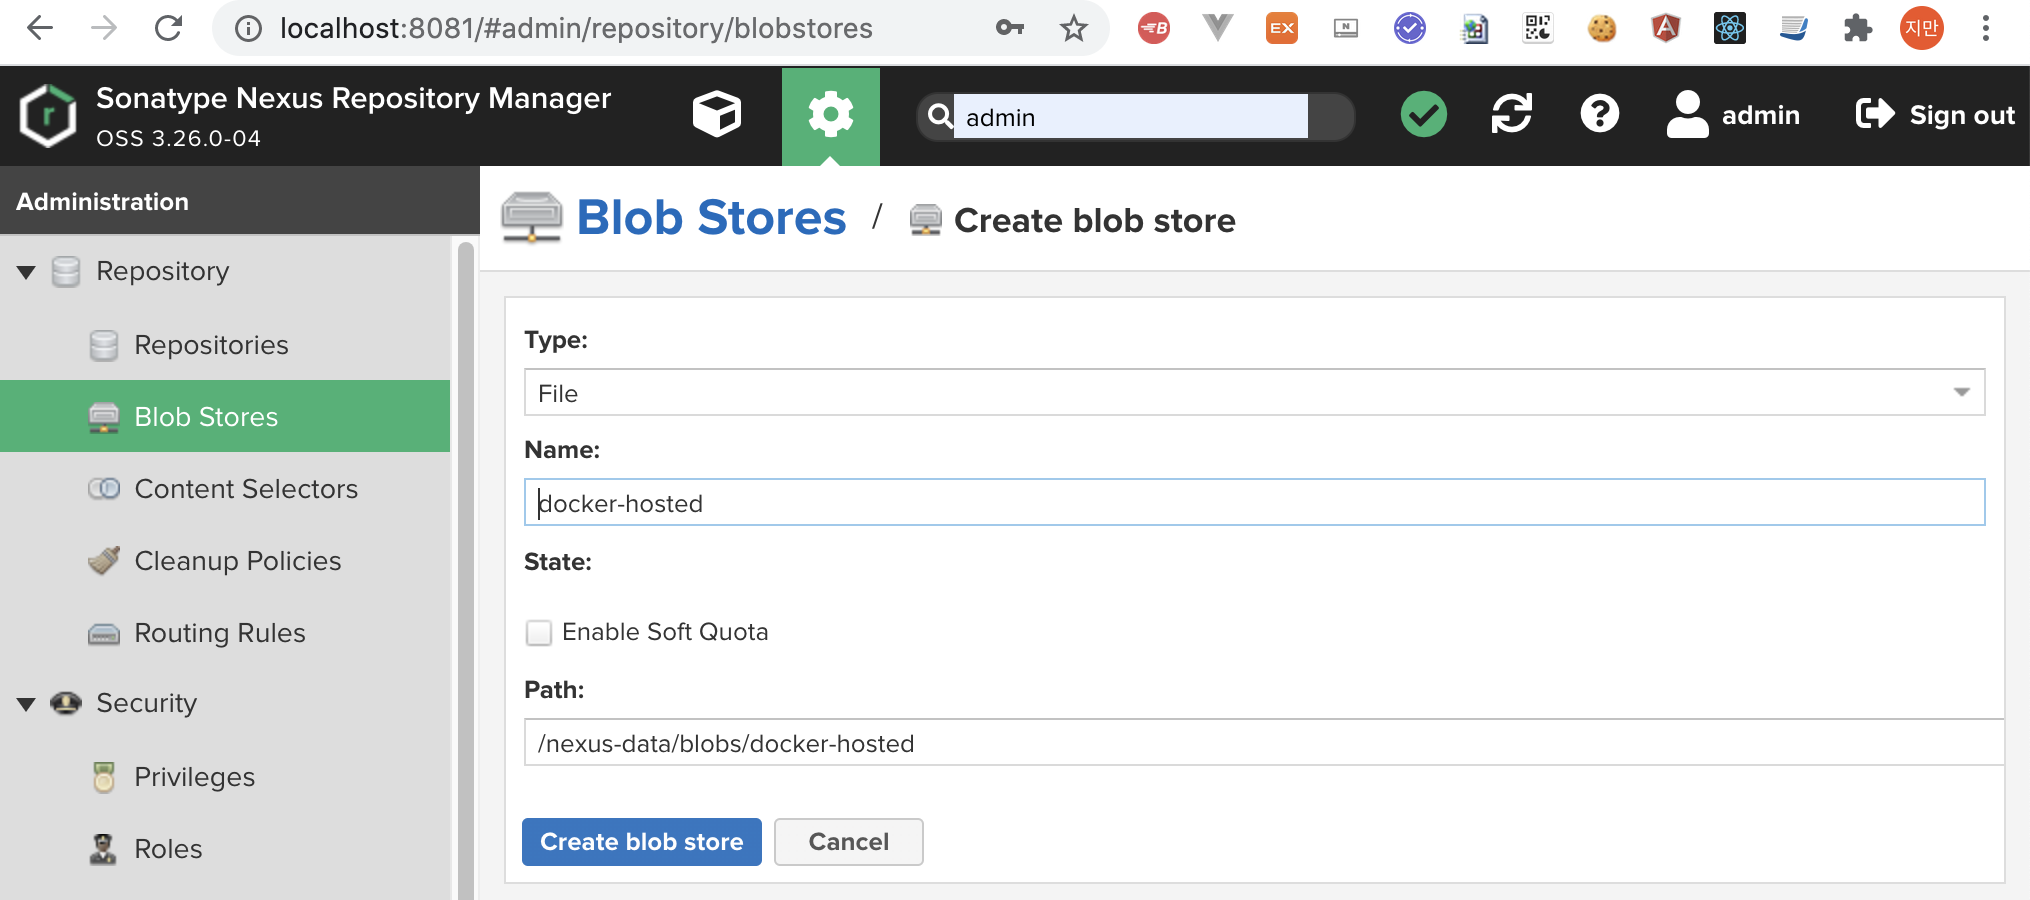 localhost:8081/#admin/repository/blobstores
B
EX
N
A
지만
r
Sonatype Nexus Repository Manager
OSS 3.26.0-04
admin
admin
Sign out
Administration
Blob Stores / Create blob store
Repository
Repositories
Blob Stores
Content Selectors
Cleanup Policies
Routing Rules
Security
Privileges
Roles
Type:
File
Name:
docker-hosted
State:
Enable Soft Quota
Path:
/nexus-data/blobs/docker-hosted
Create blob store
Cancel